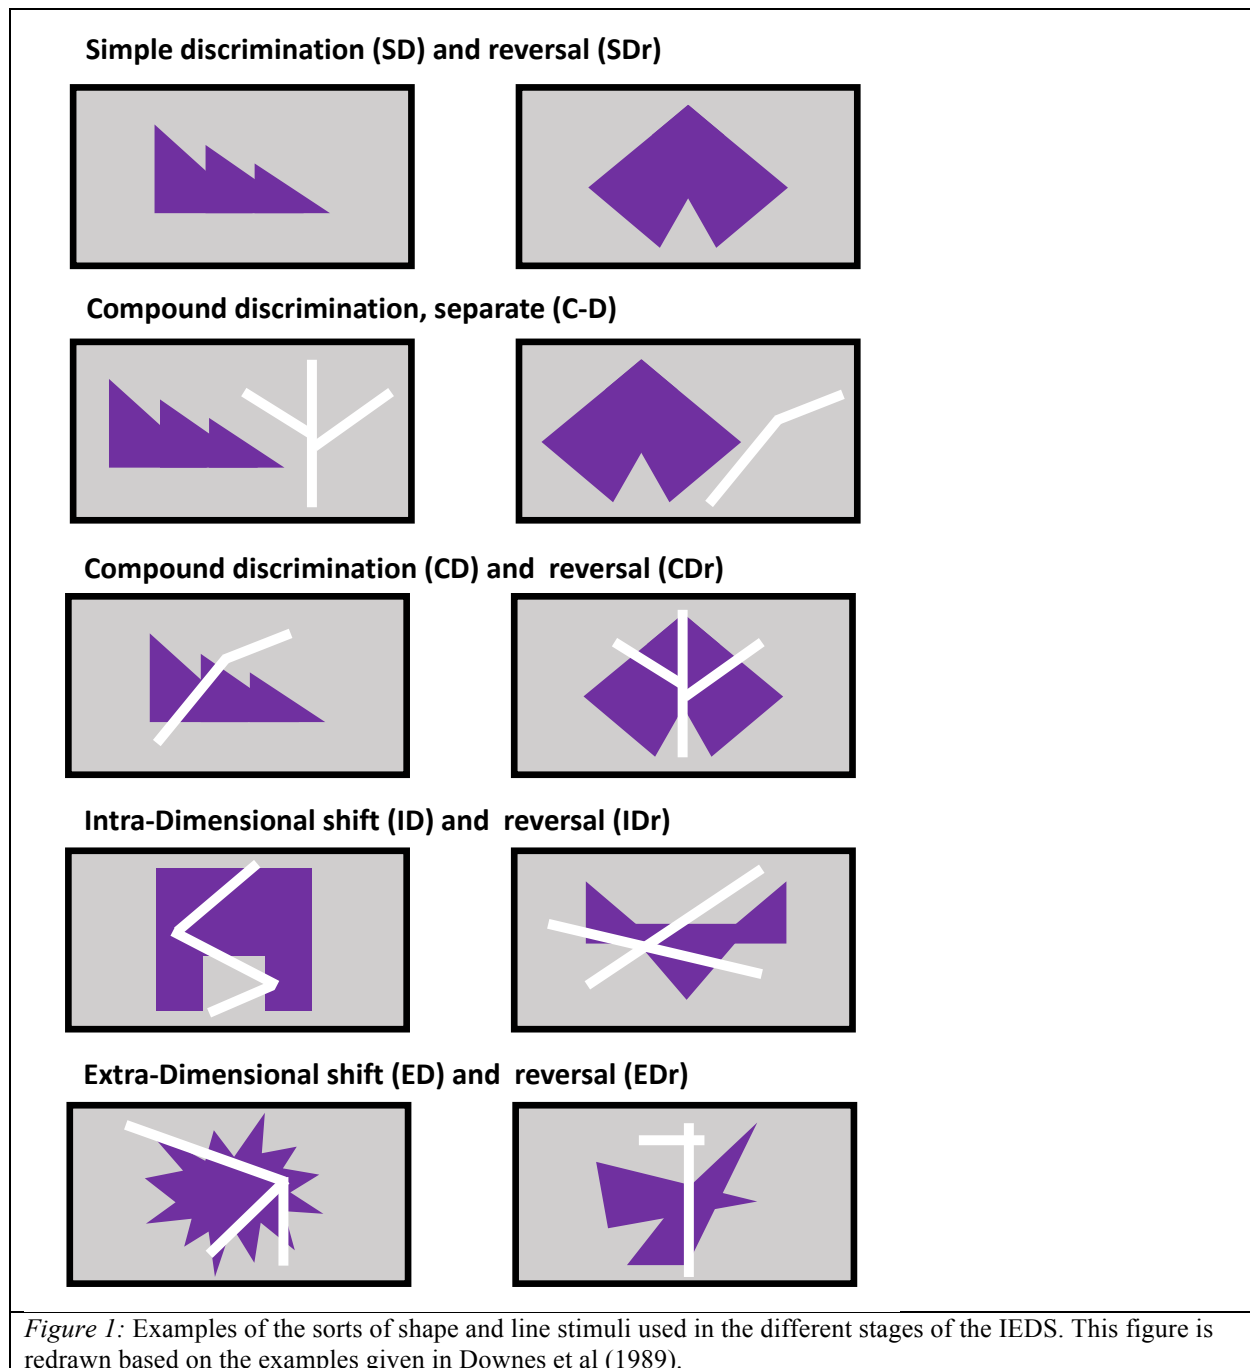 Simple discrimination (SD) and reversal (SDr)
Compound discrimination, separate (C-D)
Compound discrimination (CD) and  reversal (CDr)
Intra-Dimensional shift (ID) and  reversal (IDr)
Extra-Dimensional shift (ED) and  reversal (EDr)
Figure 1: Examples of the sorts of shape and line stimuli used in the different stages of the IEDS. This figure is
redrawn based on the examples given in Downes et al (1989).